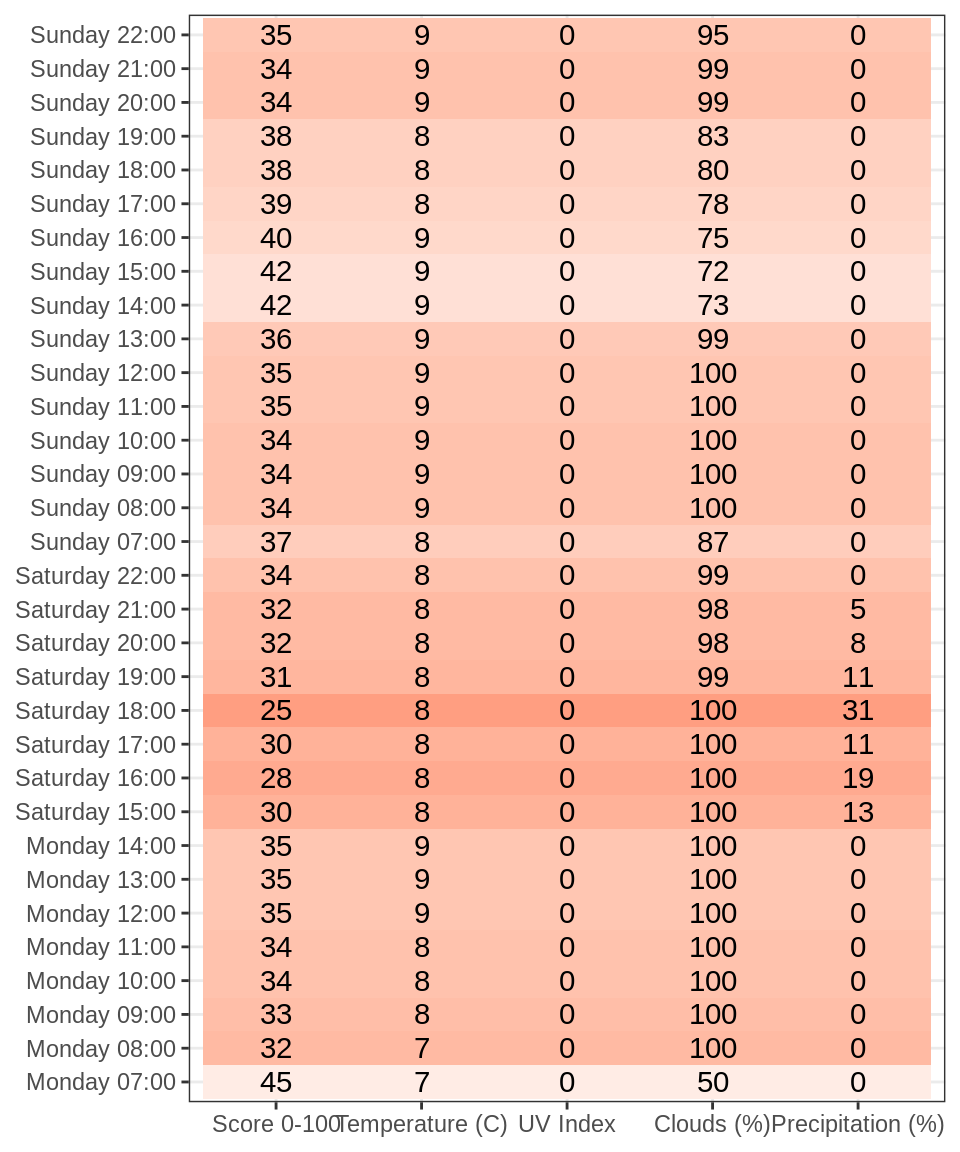 Sunday 22:00 35 9 0 95 0
Sunday 21:00 34 9 0 99 0
Sunday 20:00 34 9 0 99 0
Sunday 19:00 38 8 0 83 0
Sunday 18:00 38 8 0 80 0
Sunday 17:00 39 8 0 78 0
Sunday 16:00 40 9 0 75 0
Sunday 15:00 42 9 0 72 0
Sunday 14:00 42 9 0 73 0
Sunday 13:00 36 9 0 99 0
Sunday 12:00 35 9 0 100 0
Sunday 11:00 35 9 0 100 0
Sunday 10:00 34 9 0 100 0
Sunday 09:00 34 9 0 100 0
Sunday 08:00 34 9 0 100 0
Sunday 07:00 37 8 0 87 0
Saturday 22:00 34 8 0 99 0
Saturday 21:00 32 8 0 98 5
Saturday 20:00 32 8 0 98 8
Saturday 19:00 31 8 0 99 11
Saturday 18:00 25 8 0 100 31
Saturday 17:00 30 8 0 100 11
Saturday 16:00 28 8 0 100 19
Saturday 15:00 30 8 0 100 13
Monday 14:00 35 9 0 100 0
Monday 13:00 35 9 0 100 0
Monday 12:00 35 9 0 100 0
Monday 11:00 34 8 0 100 0
Monday 10:00 34 8 0 100 0
Monday 09:00 33 8 0 100 0
Monday 08:00 32 7 0 100 0
Monday 07:00 45 7 0 50 0
Score 0-100 Temperature (C) UV Index Clouds (%) Precipitation (%)